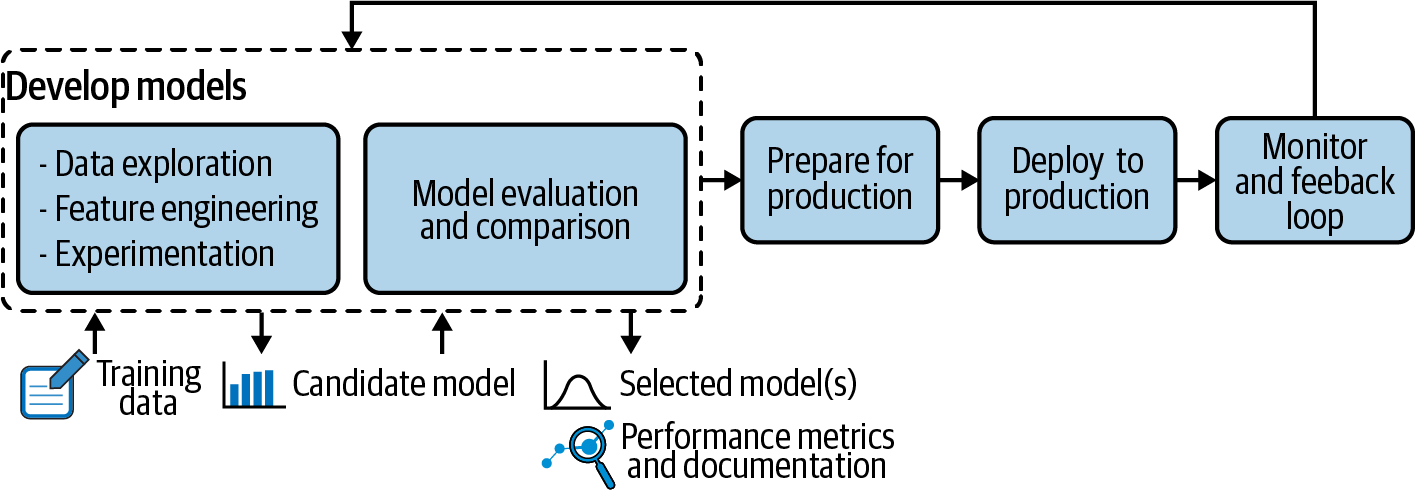 Develop models
- Data exploration
- Feature engineering
- Experimentation
Model evaluation
and comparison
Prepare for
production
Deploy to
production
Monitor
and feeback
loop
Training
data
Candidate model
Selected model(s)
Performance metrics
and documentation